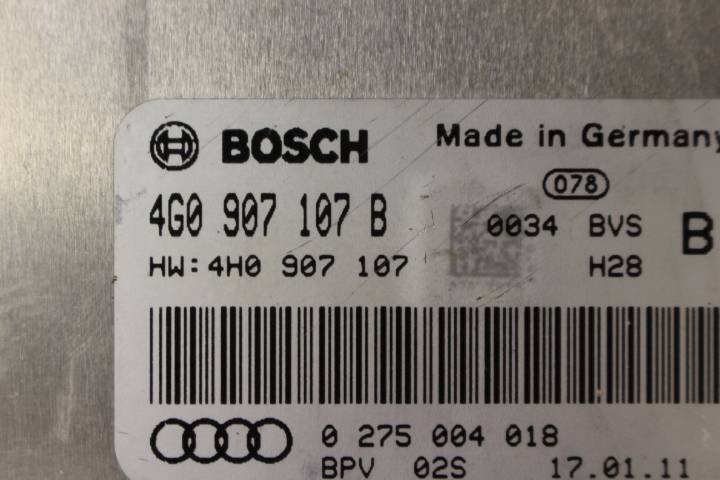 BOSCH Made in Germany
078
4G0 907 107 B 0034 BVS B
HW: 4H0 907 107 H28
0 275 004 018
BPV 02S 17.01.11